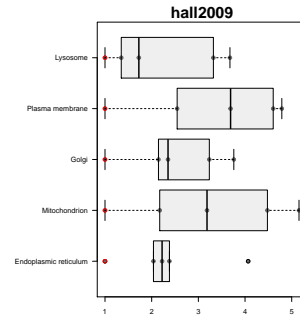 hall2009
Lysosome
Plasma membrane
Golgi
Mitochondrion
Endoplasmic reticulum
1 2 3 4 5